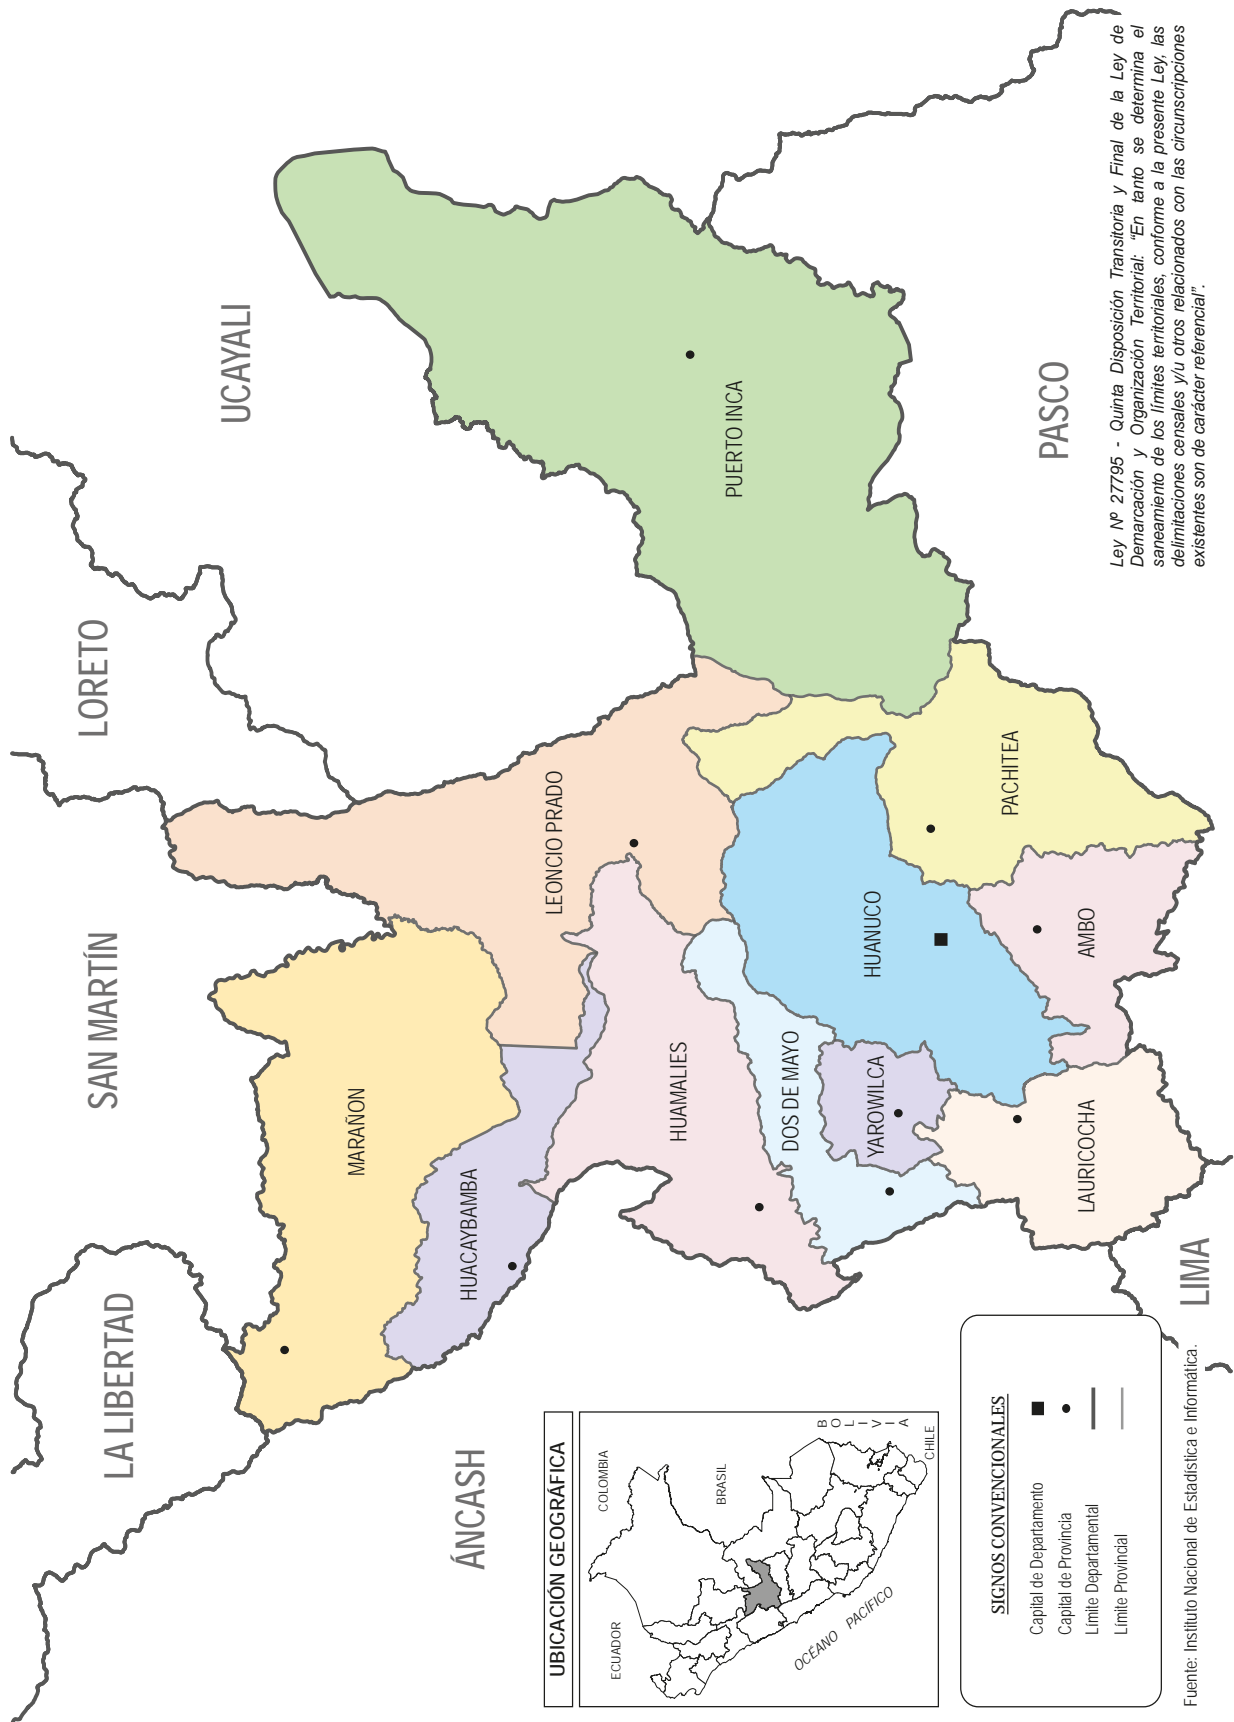 LA LIBERTAD
SAN MARTÍN
LORETO
UCAYALI
MARAÑON
HUACAYBAMBA
LEONCIO PRADO
HUAMALIES
PUERTO INCA
DOS DE MAYO
YAROWILCA
HUANUCO
PACHITEA
AMBO
LAURICOCHA
ÁNCASH
LIMA
PASCO
UBICACIÓN GEOGRÁFICA
ECUADOR
COLOMBIA
BRASIL
BOLIVIA
CHILE
OCÉANO PACÍFICO
SIGNOS CONVENCIONALES
Capital de Departamento
Capital de Provincia
Límite Departamental
Límite Provincial
Fuente: Instituto Nacional de Estadística e Informática.
Ley Nº 27795 - Quinta Disposición Transitoria y Final de la Ley de
Demarcación y Organización Territorial: "En tanto se determina el
saneamiento de los límites territoriales, conforme a la presente Ley, las
delimitaciones censales y/u otros relacionados con las circunscripciones
existentes son de carácter referencial".